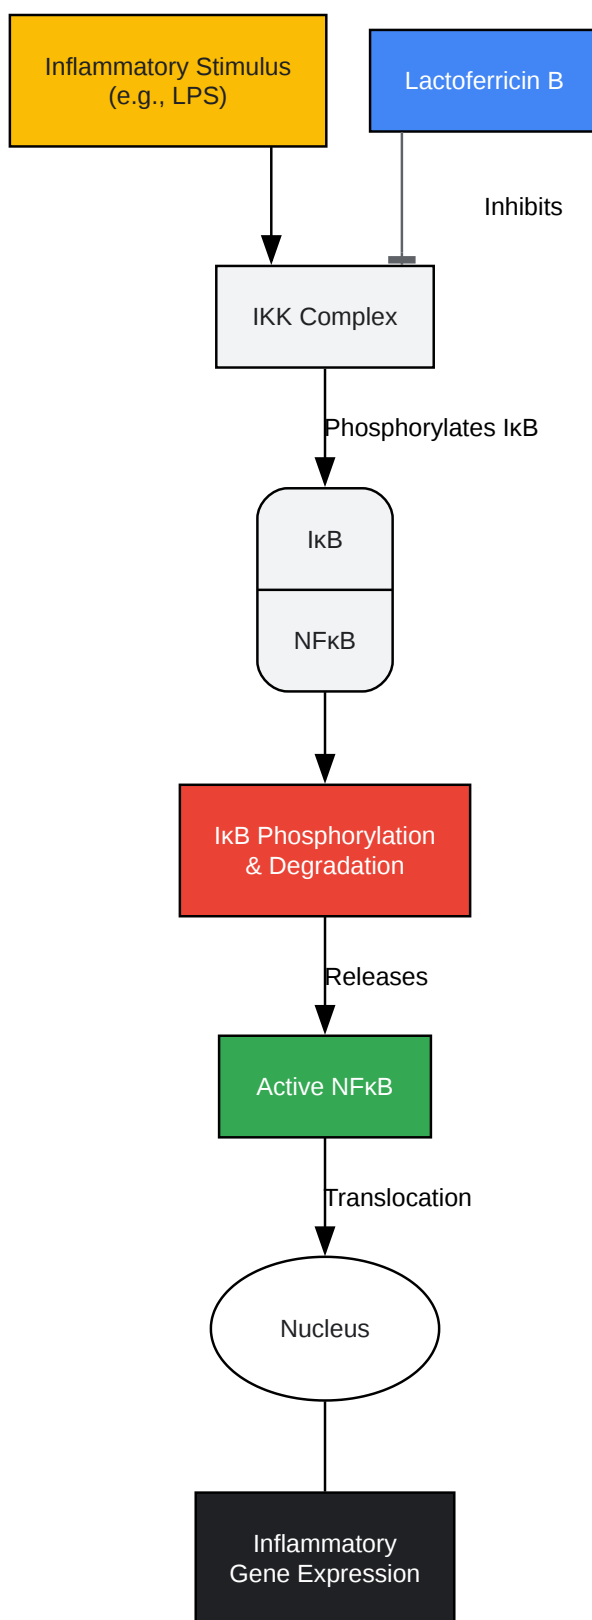 Inflammatory Stimulus
(e.g., LPS)
Lactoferricin B
Inhibits
IKK Complex
Phosphorylates IκB
IκB
NFκB
IκB Phosphorylation
& Degradation
Releases
Active NFκB
Translocation
Nucleus
Inflammatory
Gene Expression